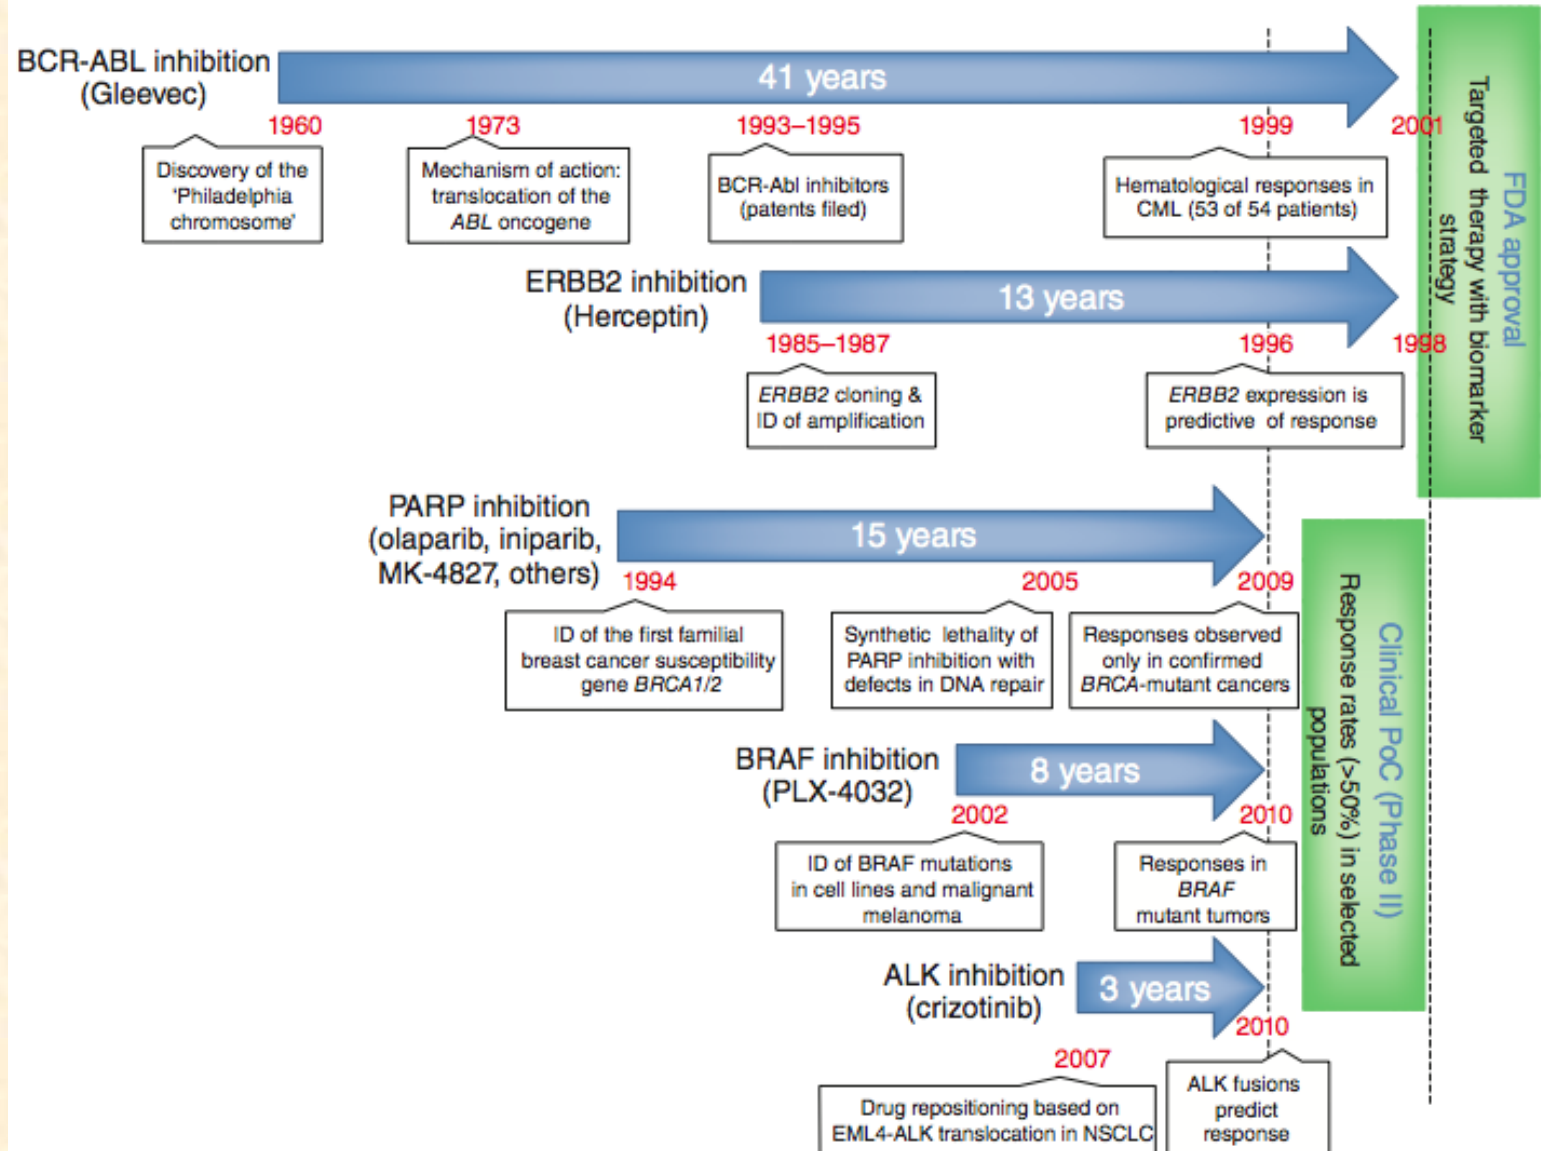 BCR-ABL inhibition
(Gleevec)
41 years
1960
1973
1993–1995
1999
2001
Discovery of the
'Philadelphia
chromosome'
Mechanism of action:
translocation of the
ABL oncogene
BCR-Abl inhibitors
(patents filed)
Hematological responses in
CML (53 of 54 patients)
ERBB2 inhibition
(Herceptin)
13 years
1985–1987
1996
1998
ERBB2 cloning &
ID of amplification
ERBB2 expression is
predictive of response
FDA approval
Targeted therapy with biomarker
strategy
PARP inhibition
(olaparib, iniparib,
MK-4827, others)
15 years
1994
2005
2009
ID of the first familial
breast cancer susceptibility
gene BRCA1/2
Synthetic lethality of
PARP inhibition with
defects in DNA repair
Responses observed
only in confirmed
BRCA-mutant cancers
BRAF inhibition
(PLX-4032)
8 years
2002
2010
ID of BRAF mutations
in cell lines and malignant
melanoma
Responses in
BRAF
mutant tumors
Clinical PoC (Phase II)
Response rates (>50%) in selected
populations
ALK inhibition
(crizotinib)
3 years
2010
2007
Drug repositioning based on
EML4-ALK translocation in NSCLC
ALK fusions
predict
response